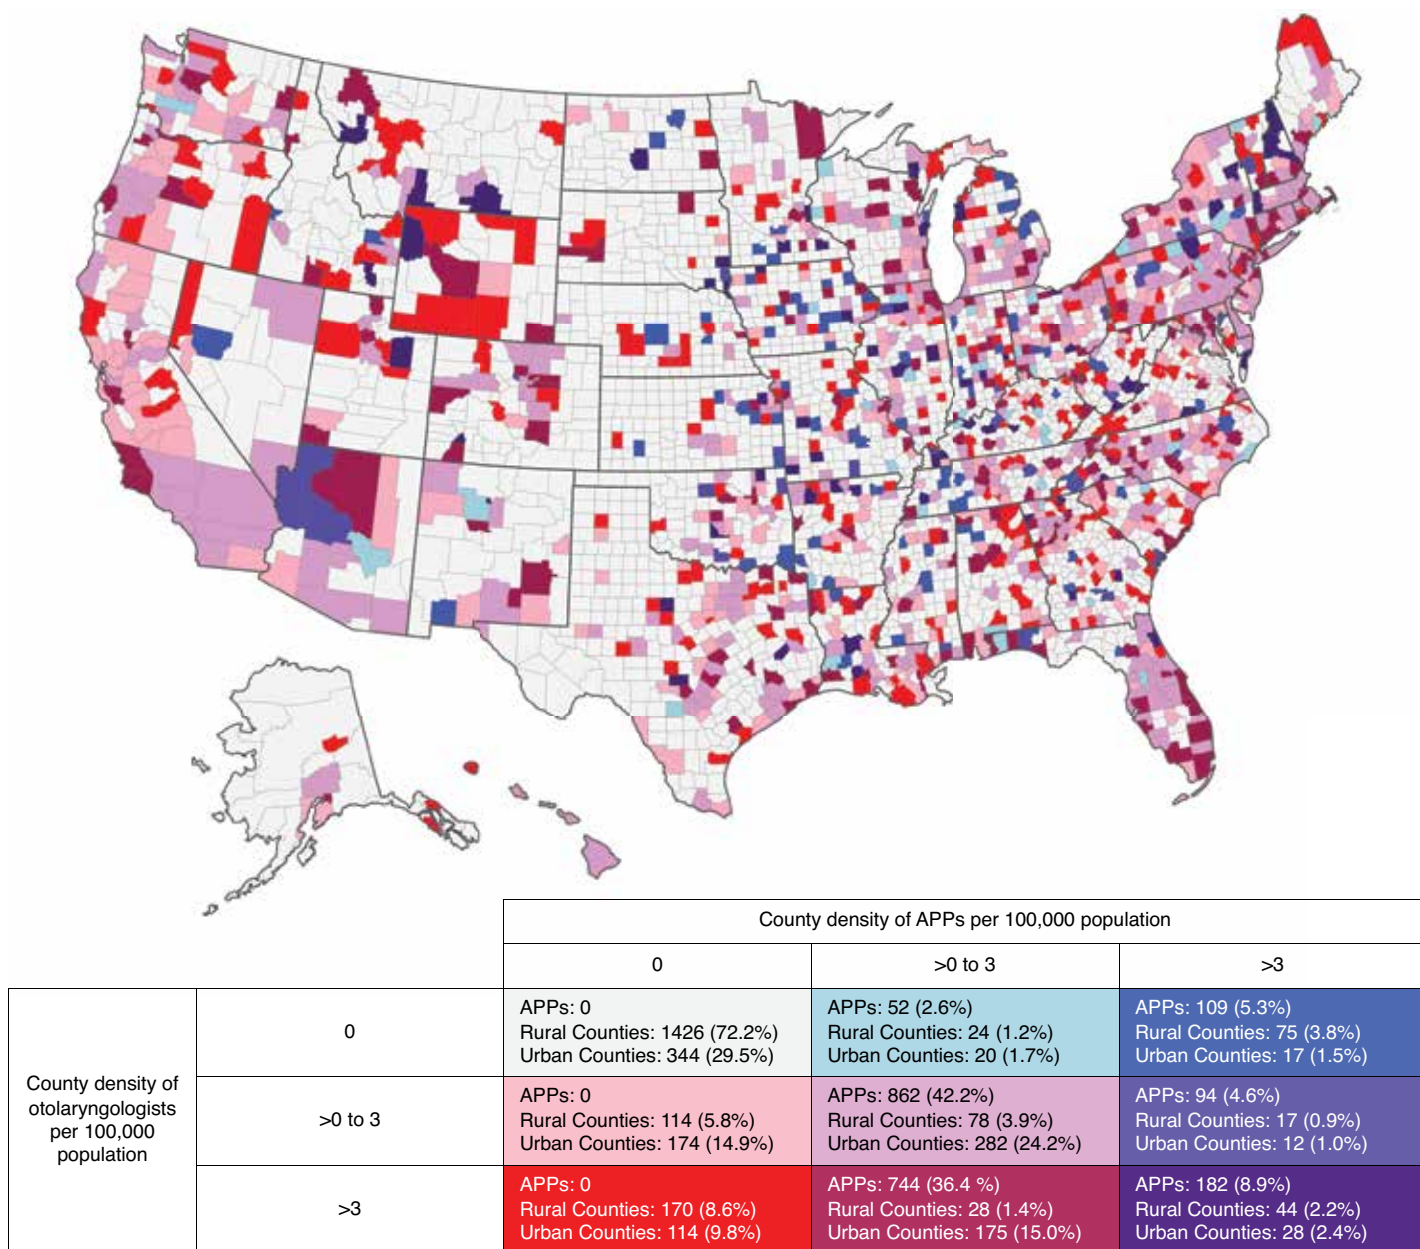 County density of APPs per 100,000 population
0
>0 to 3
>3
County density of
otolaryngologists
per 100,000
population
0
APPs: 0
Rural Counties: 1426 (72.2%)
Urban Counties: 344 (29.5%)
APPs: 52 (2.6%)
Rural Counties: 24 (1.2%)
Urban Counties: 20 (1.7%)
APPs: 109 (5.3%)
Rural Counties: 75 (3.8%)
Urban Counties: 17 (1.5%)
>0 to 3
APPs: 0
Rural Counties: 114 (5.8%)
Urban Counties: 174 (14.9%)
APPs: 862 (42.2%)
Rural Counties: 78 (3.9%)
Urban Counties: 282 (24.2%)
APPs: 94 (4.6%)
Rural Counties: 17 (0.9%)
Urban Counties: 12 (1.0%)
>3
APPs: 0
Rural Counties: 170 (8.6%)
Urban Counties: 114 (9.8%)
APPs: 744 (36.4 %)
Rural Counties: 28 (1.4%)
Urban Counties: 175 (15.0%)
APPs: 182 (8.9%)
Rural Counties: 44 (2.2%)
Urban Counties: 28 (2.4%)